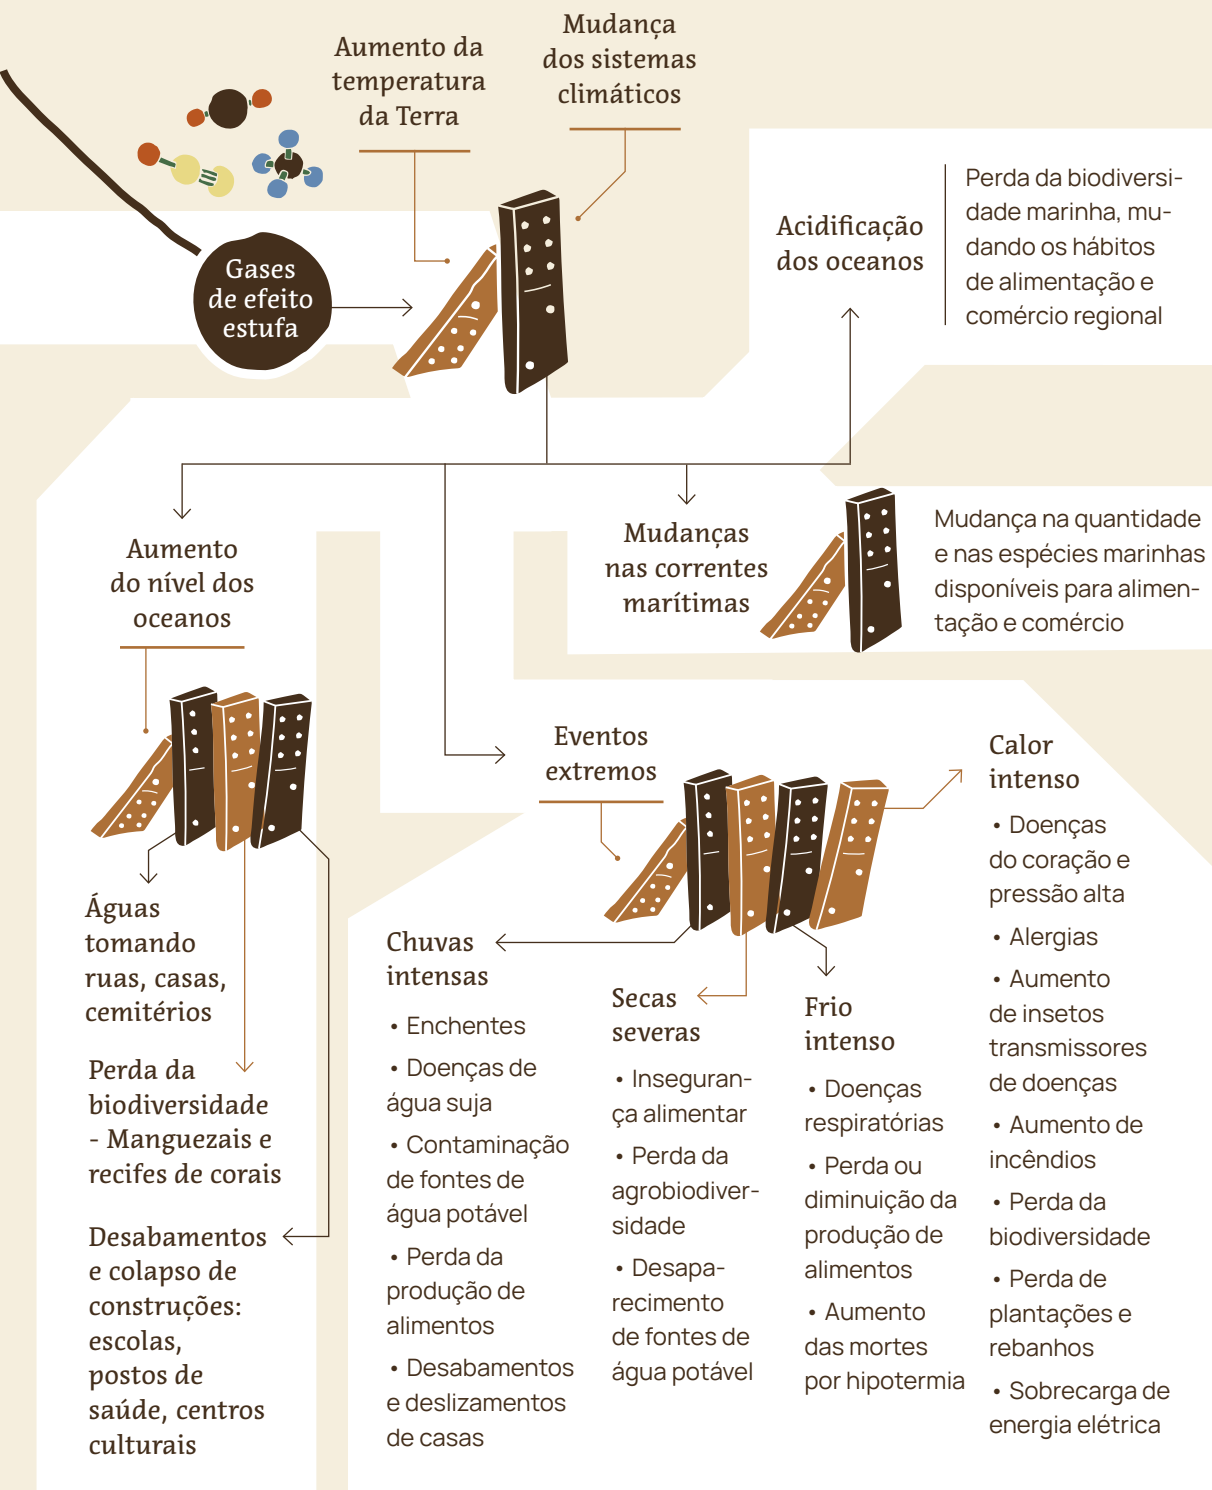 Mudança
dos sistemas
climáticos
Aumento da
temperatura
da Terra
Gases
de efeito
estufa
Acidificação
dos oceanos
Perda da biodiversi-
dade marinha, mu-
dando os hábitos
de alimentação e
comércio regional
Mudanças
nas correntes
marítimas
Mudança na quantidade
e nas espécies marinhas
disponíveis para alimen-
tação e comércio
Aumento
do nível dos
oceanos
Águas
tomando
ruas, casas,
cemitérios
Perda da
biodiversidade
- Manguezais e
recifes de corais
Desabamentos
e colapso de
construções:
escolas,
postos de
saúde, centros
culturais
Eventos
extremos
Chuvas
intensas
• Enchentes
• Doenças de
água suja
• Contaminação
de fontes de
água potável
• Perda da
produção de
alimentos
• Desabamentos
e deslizamentos
de casas
Secas
severas
• Inseguran-
ça alimentar
• Perda da
agrobiodiver-
sidade
• Desapa-
recimento
de fontes de
água potável
Frio
intenso
• Doenças
respiratórias
• Perda ou
diminuição da
produção de
alimentos
• Aumento
das mortes
por hipotermia
Calor
intenso
• Doenças
do coração e
pressão alta
• Alergias
• Aumento
de insetos
transmissores
de doenças
• Aumento de
incêndios
• Perda da
biodiversidade
• Perda de
plantações e
rebanhos
• Sobrecarga de
energia elétrica